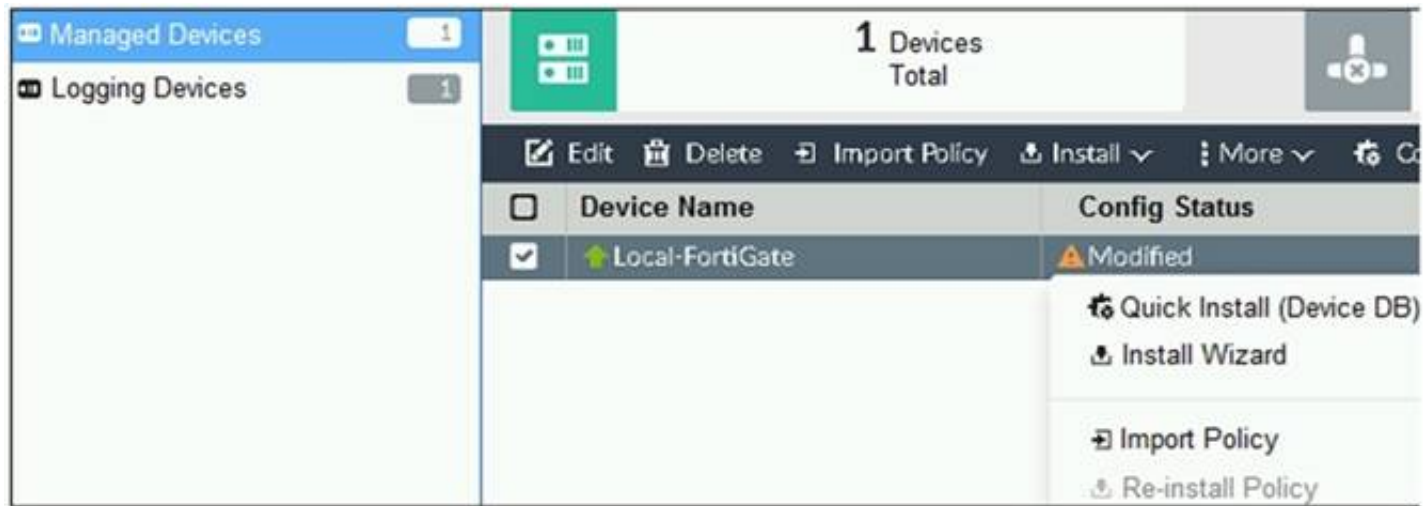 Managed Devices 1
Logging Devices 1
1 Devices
Total
Edit Delete Import Policy Install More
Device Name Config Status
Local-FortiGate Modified
Quick Install (Device DB)
Install Wizard
Import Policy
Re-install Policy